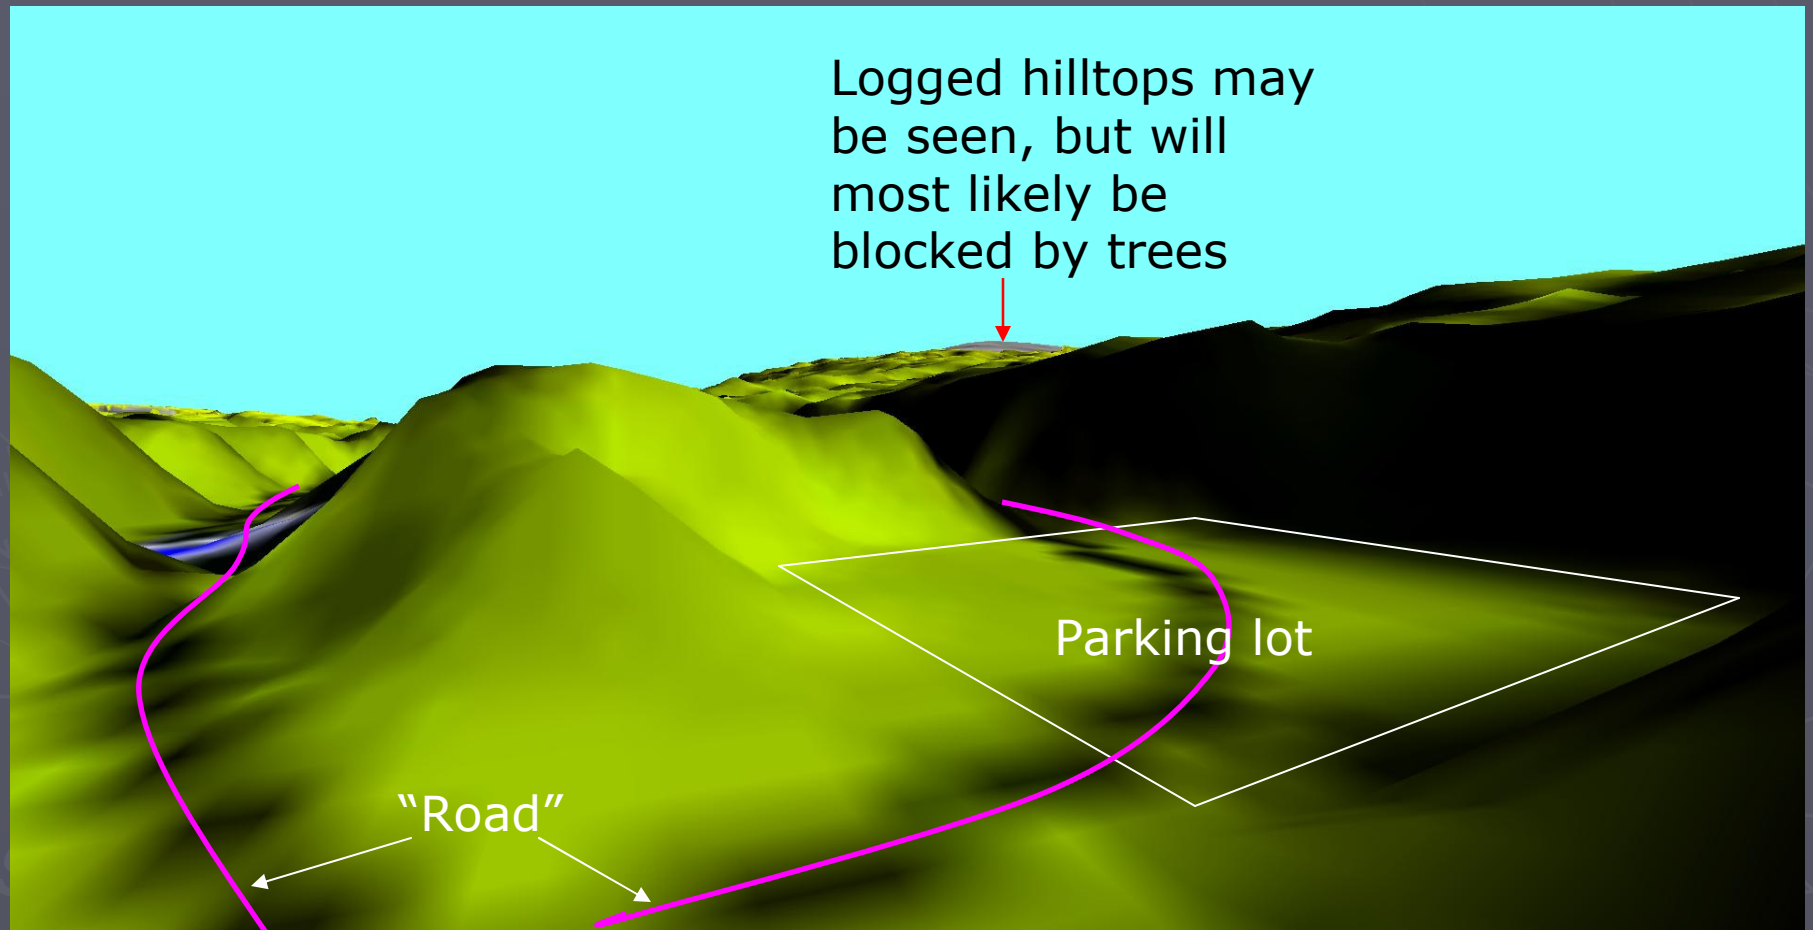 Logged hilltops may
be seen, but will
most likely be
blocked by trees
Parking lot
“Road”